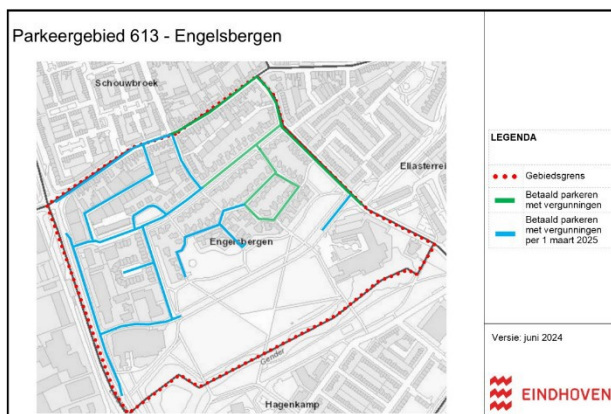 Parkeergebied 613 - Engelsbergen
Schouwbroek
Eliasterrei
Engelsbergen
Gender
Hagenkamp
LEGENDA
Gebiedsgrens
Betaald parkeren
met vergunningen
Betaald parkeren
met vergunningen
per 1 maart 2025
Versie: juni 2024
EINDHOVEN